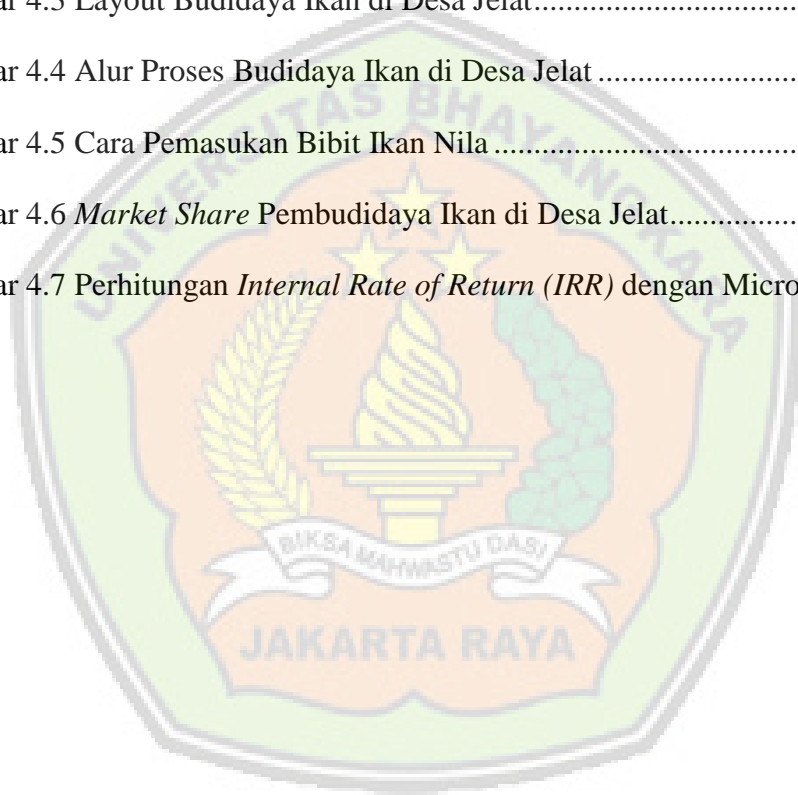 ar 4.3 Layout Budidaya Ikan di Desa Jelat.......................................
ar 4.4 Alur Proses Budidaya Ikan di Desa Jelat ..............................
ar 4.5 Cara Pemasukan Bibit Ikan Nila ............................................
ar 4.6 Market Share Pembudidaya Ikan di Desa Jelat....................
ar 4.7 Perhitungan Internal Rate of Return (IRR) dengan Micro
UNIVERSITAS BHAYANGKARA
BIKSA MAHWASTU DASI
JAKARTA RAYA